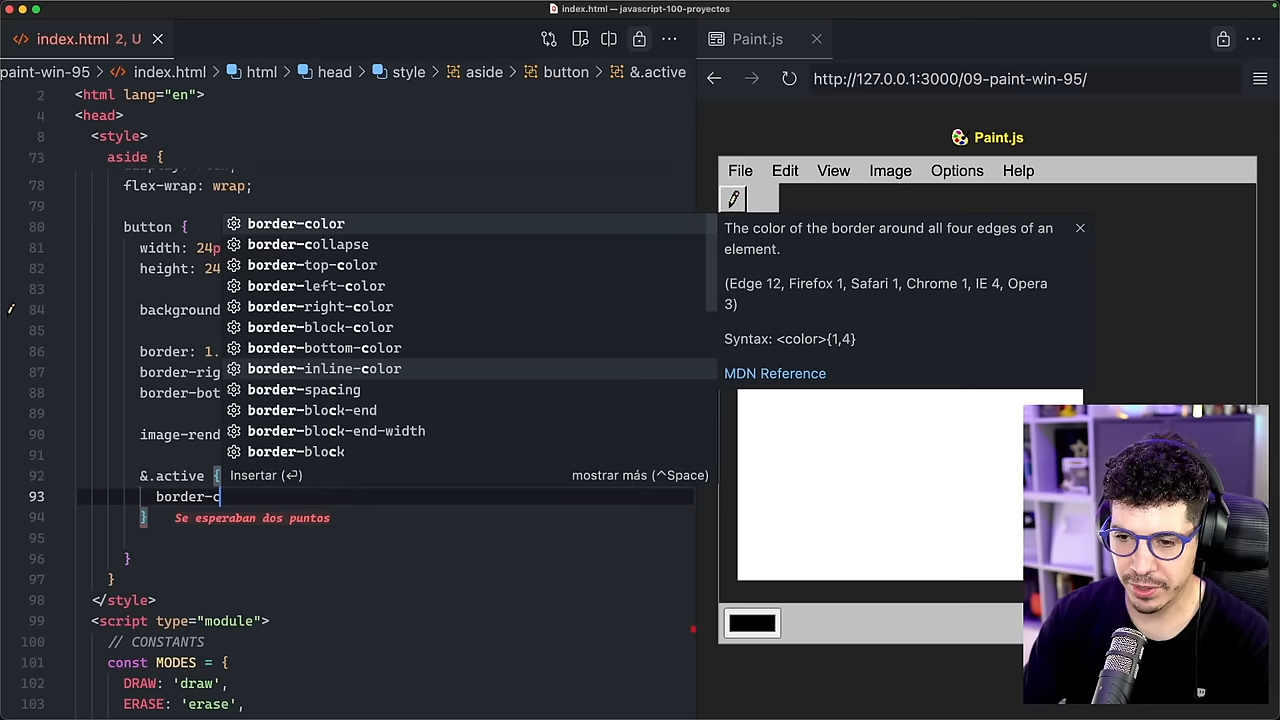 index.html — javascript-100-proyectos
index.html 2, U
Paint.js
paint-win-95 > index.html > html > head > style > aside > button > &.active
http://127.0.0.1:3000/09-paint-win-95/
2 <html lang="en">
4 <head>
8 <style>
73 aside {
78 flex-wrap: wrap;
79
80 button {
81 width: 24p
82 height: 24
84 background
85
86 border: 1.
87 border-rig
88 border-bot
89
90 image-rend
91
92 &.active {
93 border-c
94 } Se esperaban dos puntos
95
96 }
97 }
98 </style>
99 <script type="module">
100 // CONSTANTS
101 const MODES = {
102 DRAW: 'draw',
103 ERASE: 'erase',
border-color
border-collapse
border-top-color
border-left-color
border-right-color
border-block-color
border-bottom-color
border-inline-color
border-spacing
border-block-end
border-block-end-width
border-block
Insertar (⏎) mostrar más (^Space)
The color of the border around all four edges of an
element.
(Edge 12, Firefox 1, Safari 1, Chrome 1, IE 4, Opera
3)
Syntax: <color>{1,4}
MDN Reference
Paint.js
File Edit View Image Options Help